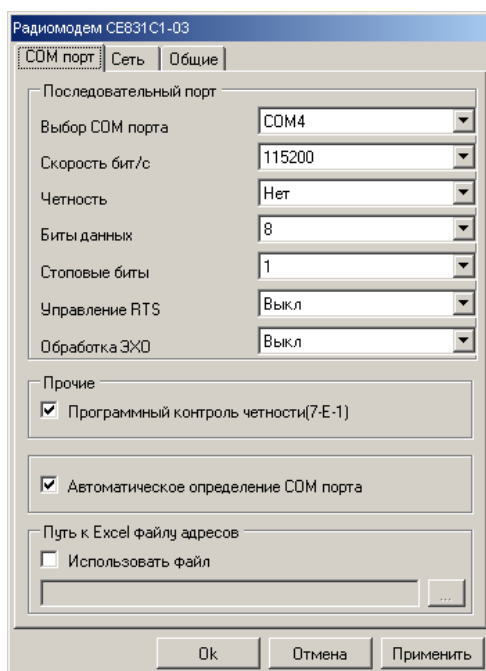 Радиомодем CE831C1-03
COM порт Сеть Общие
Последовательный порт
Выбор COM порта COM4
Скорость бит/с 115200
Четность Нет
Биты данных 8
Стоповые биты 1
Управление RTS Выкл
Обработка ЭХО Выкл
Прочие
Программный контроль четности(7-E-1)
Автоматическое определение COM порта
Путь к Excel файлу адресов
Использовать файл
...
Ok Отмена Применить